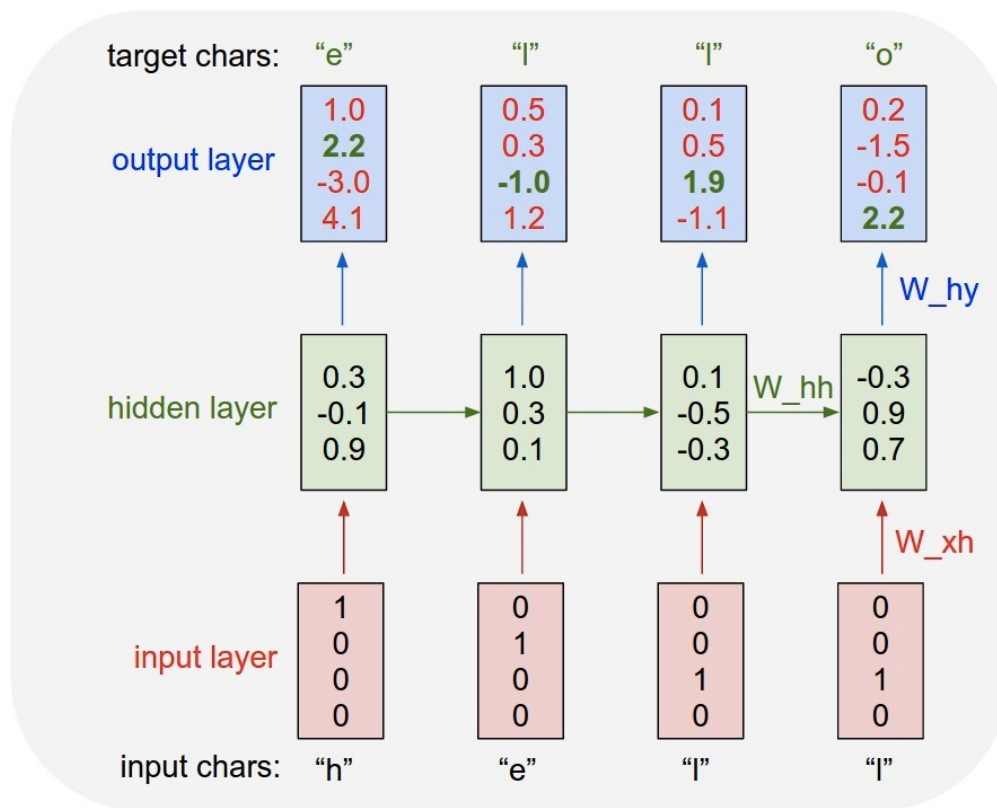 target chars: “e” “l” “l” “o”
1.0 0.5 0.1 0.2
2.2 0.3 0.5 -1.5
output layer
-3.0 -1.0 1.9 -0.1
4.1 1.2 -1.1 2.2
W_hy
0.3 1.0 0.1 -0.3
W_hh
hidden layer -0.1 0.3 -0.5 0.9
0.9 0.1 -0.3 0.7
W_xh
1 0 0 0
0 1 0 0
input layer
0 0 1 1
0 0 0 0
input chars: “h” “e” “l” “l”